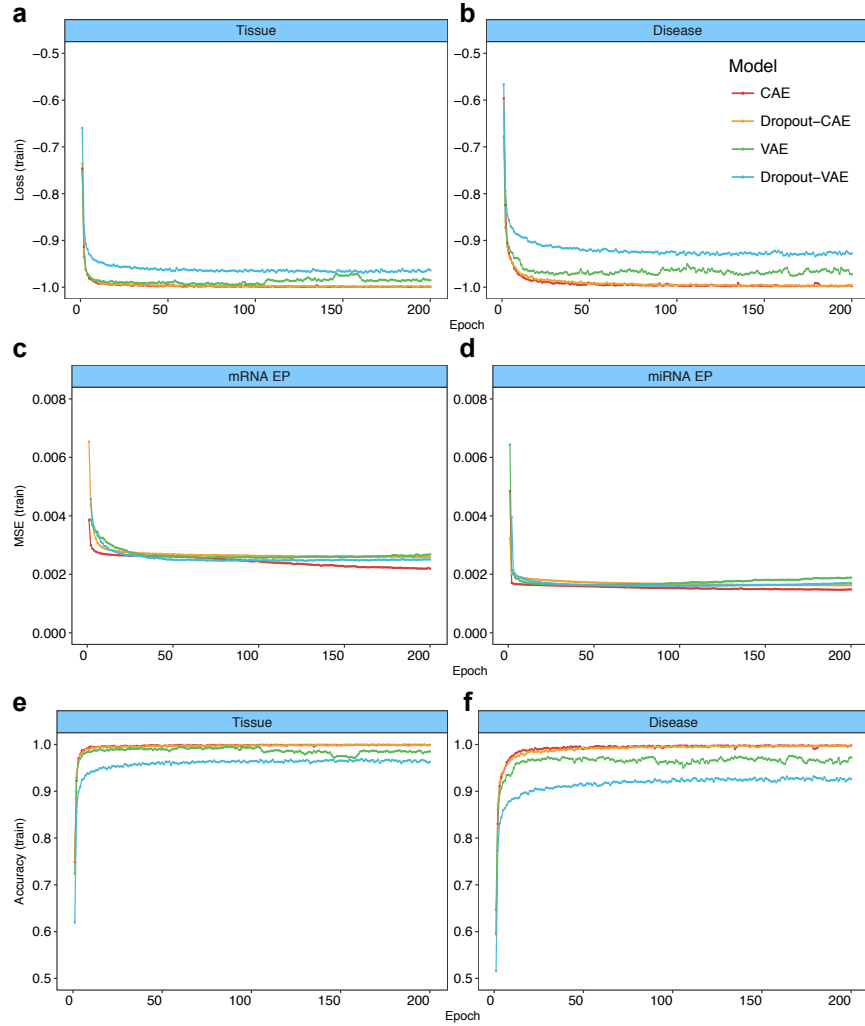 a
Tissue
−0.5
−0.6
−0.7
−0.8
−0.9
−1.0
Loss (train)
0 50 100 150 200
b
Disease
−0.5
−0.6
−0.7
−0.8
−0.9
−1.0
Model
CAE
Dropout−CAE
VAE
Dropout−VAE
0 50 100 150 200
Epoch
c
mRNA EP
0.008
0.006
0.004
0.002
0.000
MSE (train)
0 50 100 150 200
d
miRNA EP
0.008
0.006
0.004
0.002
0.000
0 50 100 150 200
Epoch
e
Tissue
1.0
0.9
0.8
0.7
0.6
0.5
Accuracy (train)
0 50 100 150 200
f
Disease
1.0
0.9
0.8
0.7
0.6
0.5
0 50 100 150 200
Epoch